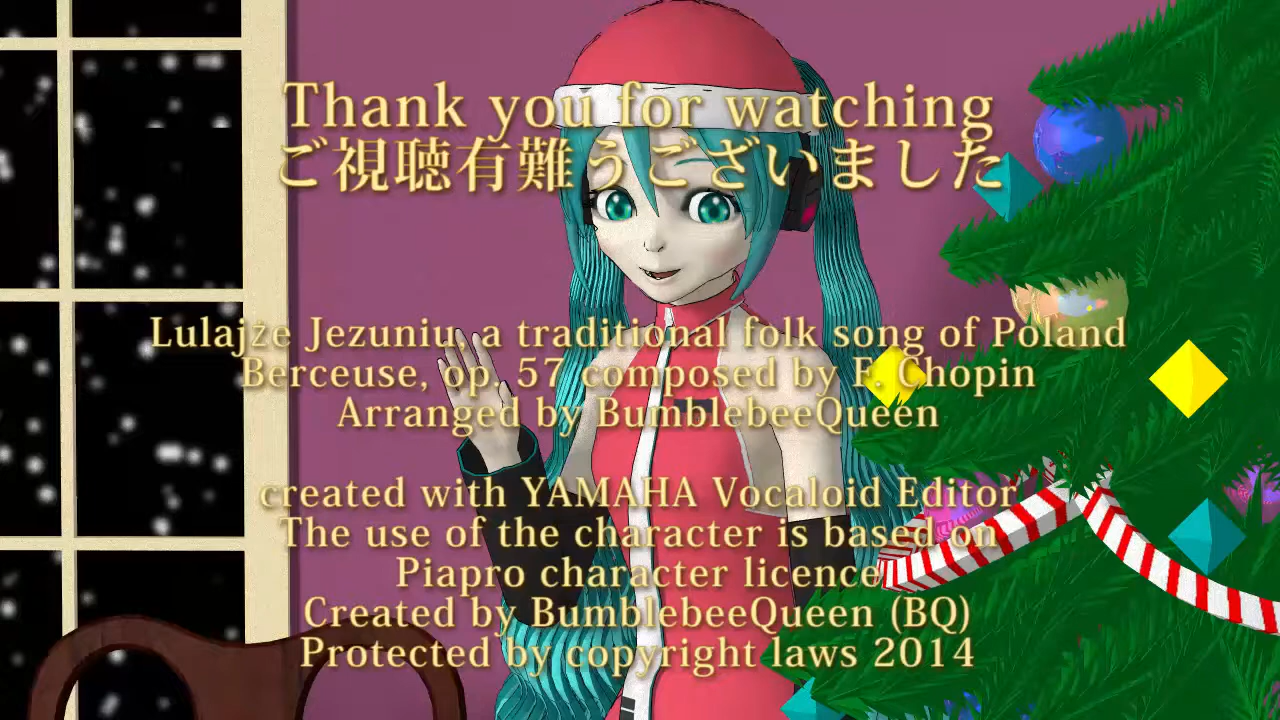 Thank you for watching
ご視聴有難うございました
Lulajże Jezuniu, a traditional folk song of Poland
Berceuse, op. 57 composed by F. Chopin
Arranged by BumblebeeQueen
created with YAMAHA Vocaloid Editor
The use of the character is based on
Piapro character licence
Created by BumblebeeQueen (BQ)
Protected by copyright laws 2014